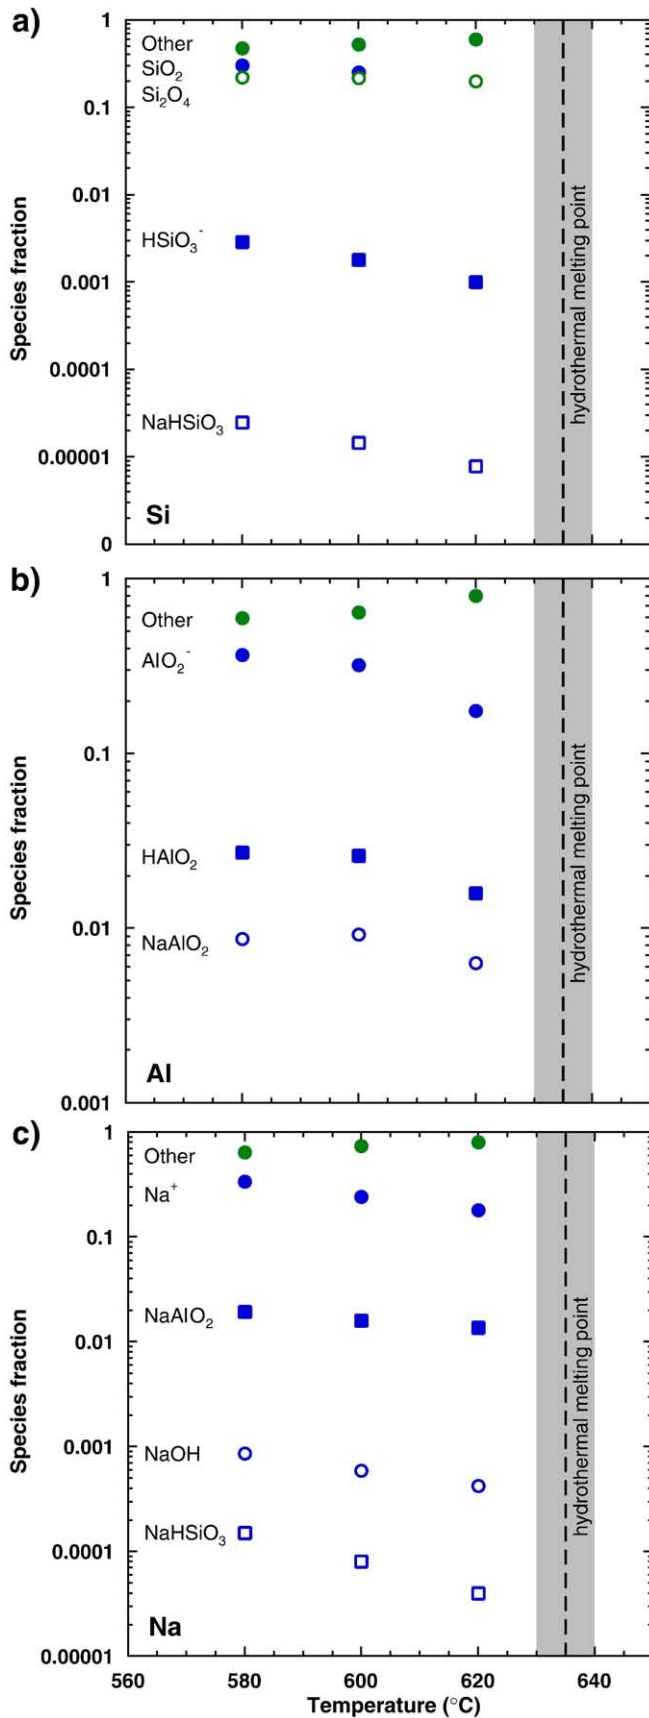 a)
1
Other
SiO₂
Si₂O₄
0.1
0.01
HSiO₃⁻
0.001
0.0001
NaHSiO₃
0.00001
Si
0
Species fraction
hydrothermal melting point
b)
1
Other
AlO₂⁻
0.1
HAlO₂
0.01
NaAlO₂
Al
0.001
Species fraction
hydrothermal melting point
c)
1
Other
Na⁺
0.1
NaAlO₂
0.01
NaOH
0.001
NaHSiO₃
0.0001
Na
0.00001
Species fraction
hydrothermal melting point
560 580 600 620 640
Temperature (°C)